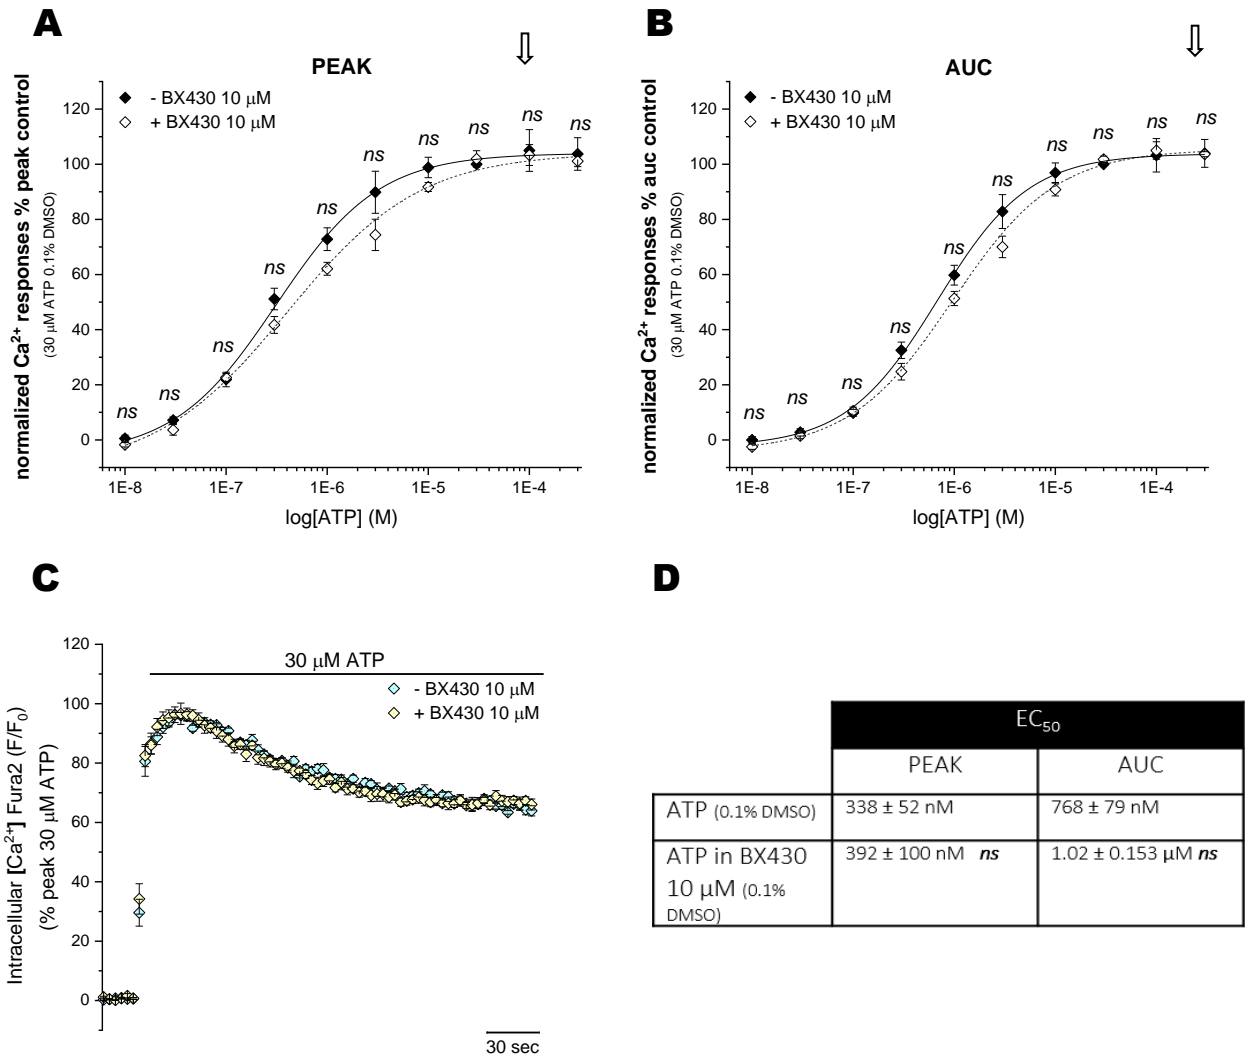 A
PEAK
- BX430 10 μM
+ BX430 10 μM
normalized Ca²⁺ responses % peak control
(30 μM ATP 0.1% DMSO)
120
100
80
60
40
20
0
ns
ns
ns
ns
ns
ns
ns
ns
ns
ns
1E-8
1E-7
1E-6
1E-5
1E-4
log[ATP] (M)
B
AUC
- BX430 10 μM
+ BX430 10 μM
normalized Ca²⁺ responses % auc control
(30 μM ATP 0.1% DMSO)
120
100
80
60
40
20
0
ns
ns
ns
ns
ns
ns
ns
ns
ns
ns
1E-8
1E-7
1E-6
1E-5
1E-4
log[ATP] (M)
C
Intracellular [Ca²⁺] Fura2 (F/F₀)
(% peak 30 μM ATP)
120
100
80
60
40
20
0
30 μM ATP
- BX430 10 μM
+ BX430 10 μM
30 sec
D
EC₅₀
PEAK
AUC
ATP (0.1% DMSO)
338 ± 52 nM
768 ± 79 nM
ATP in BX430
10 μM (0.1%
DMSO)
392 ± 100 nM ns
1.02 ± 0.153 μM ns